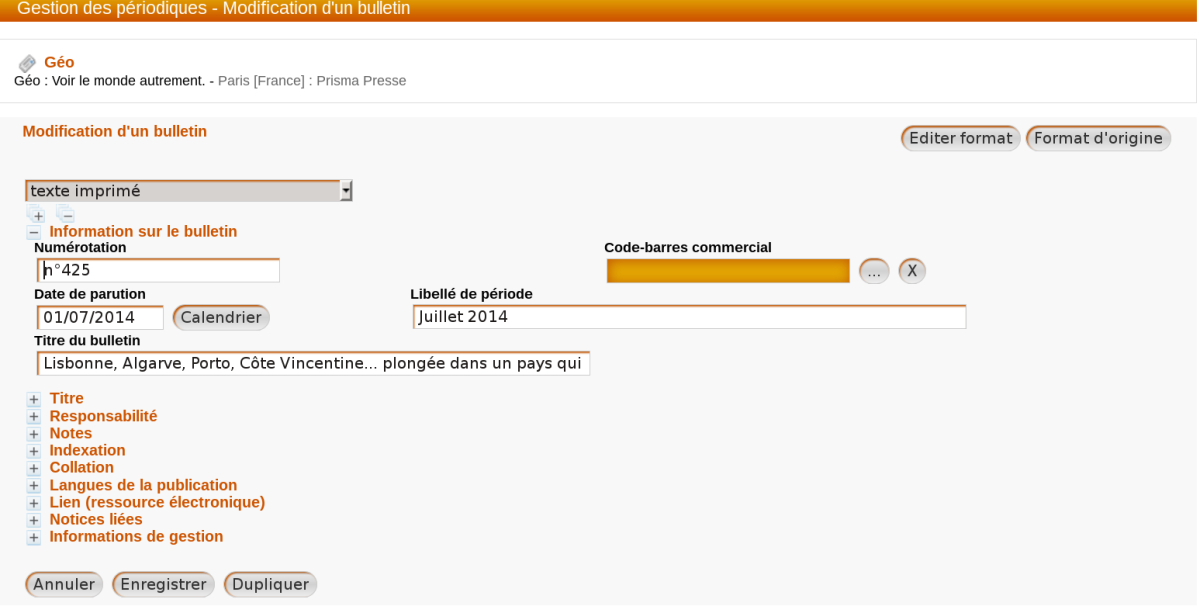 Gestion des périodiques - Modification d'un bulletin
Géo
Géo : Voir le monde autrement. - Paris [France] : Prisma Presse
Modification d'un bulletin
Editer format Format d'origine
texte imprimé
Information sur le bulletin
Numérotation Code-barres commercial
n°425 ... X
Date de parution Libellé de période
01/07/2014 Calendrier Juillet 2014
Titre du bulletin
Lisbonne, Algarve, Porto, Côte Vincentine... plongée dans un pays qui
Titre
Responsabilité
Notes
Indexation
Collation
Langues de la publication
Lien (ressource électronique)
Notices liées
Informations de gestion
Annuler Enregistrer Dupliquer